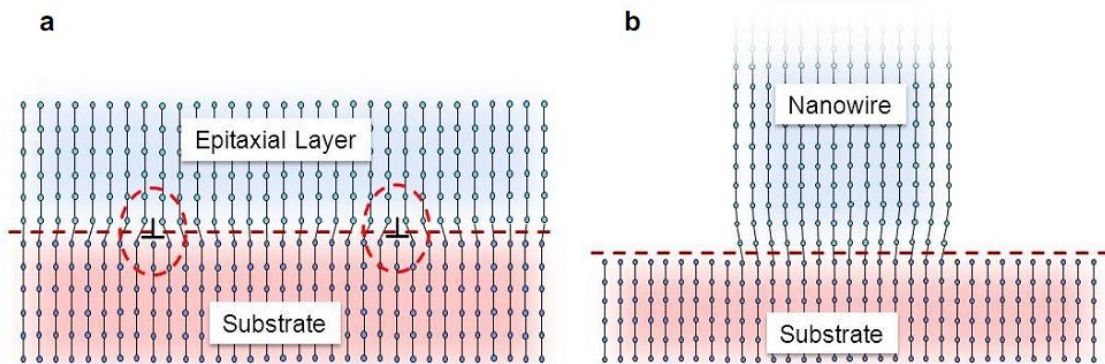 a
b
Epitaxial Layer
Nanowire
Substrate
Substrate